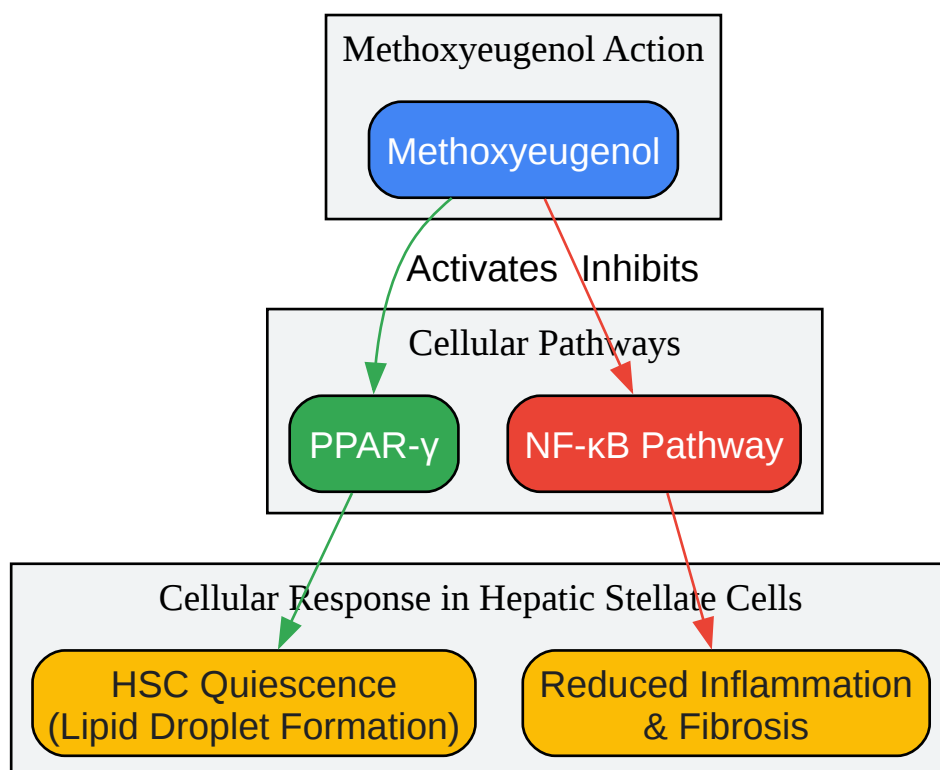 Methoxyeugenol Action
Methoxyeugenol
Activates
Inhibits
Cellular Pathways
PPAR-γ
NF-κB Pathway
Cellular Response in Hepatic Stellate Cells
HSC Quiescence
(Lipid Droplet Formation)
Reduced Inflammation
& Fibrosis